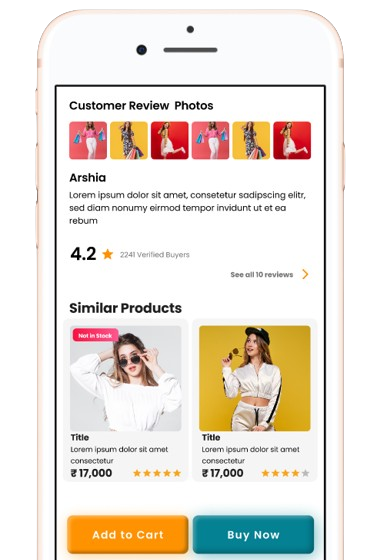 Customer Review Photos
Arshia
Lorem ipsum dolor sit amet, consetetur sadipscing elitr,
sed diam nonumy eirmod tempor invidunt ut et ea
rebum
4.2 2241 Verified Buyers
See all 10 reviews
Similar Products
Not in Stock
Title
Lorem ipsum dolor sit amet
consectetur
₹ 17,000
Title
Lorem ipsum dolor sit amet
consectetur
₹ 17,000
Add to Cart
Buy Now